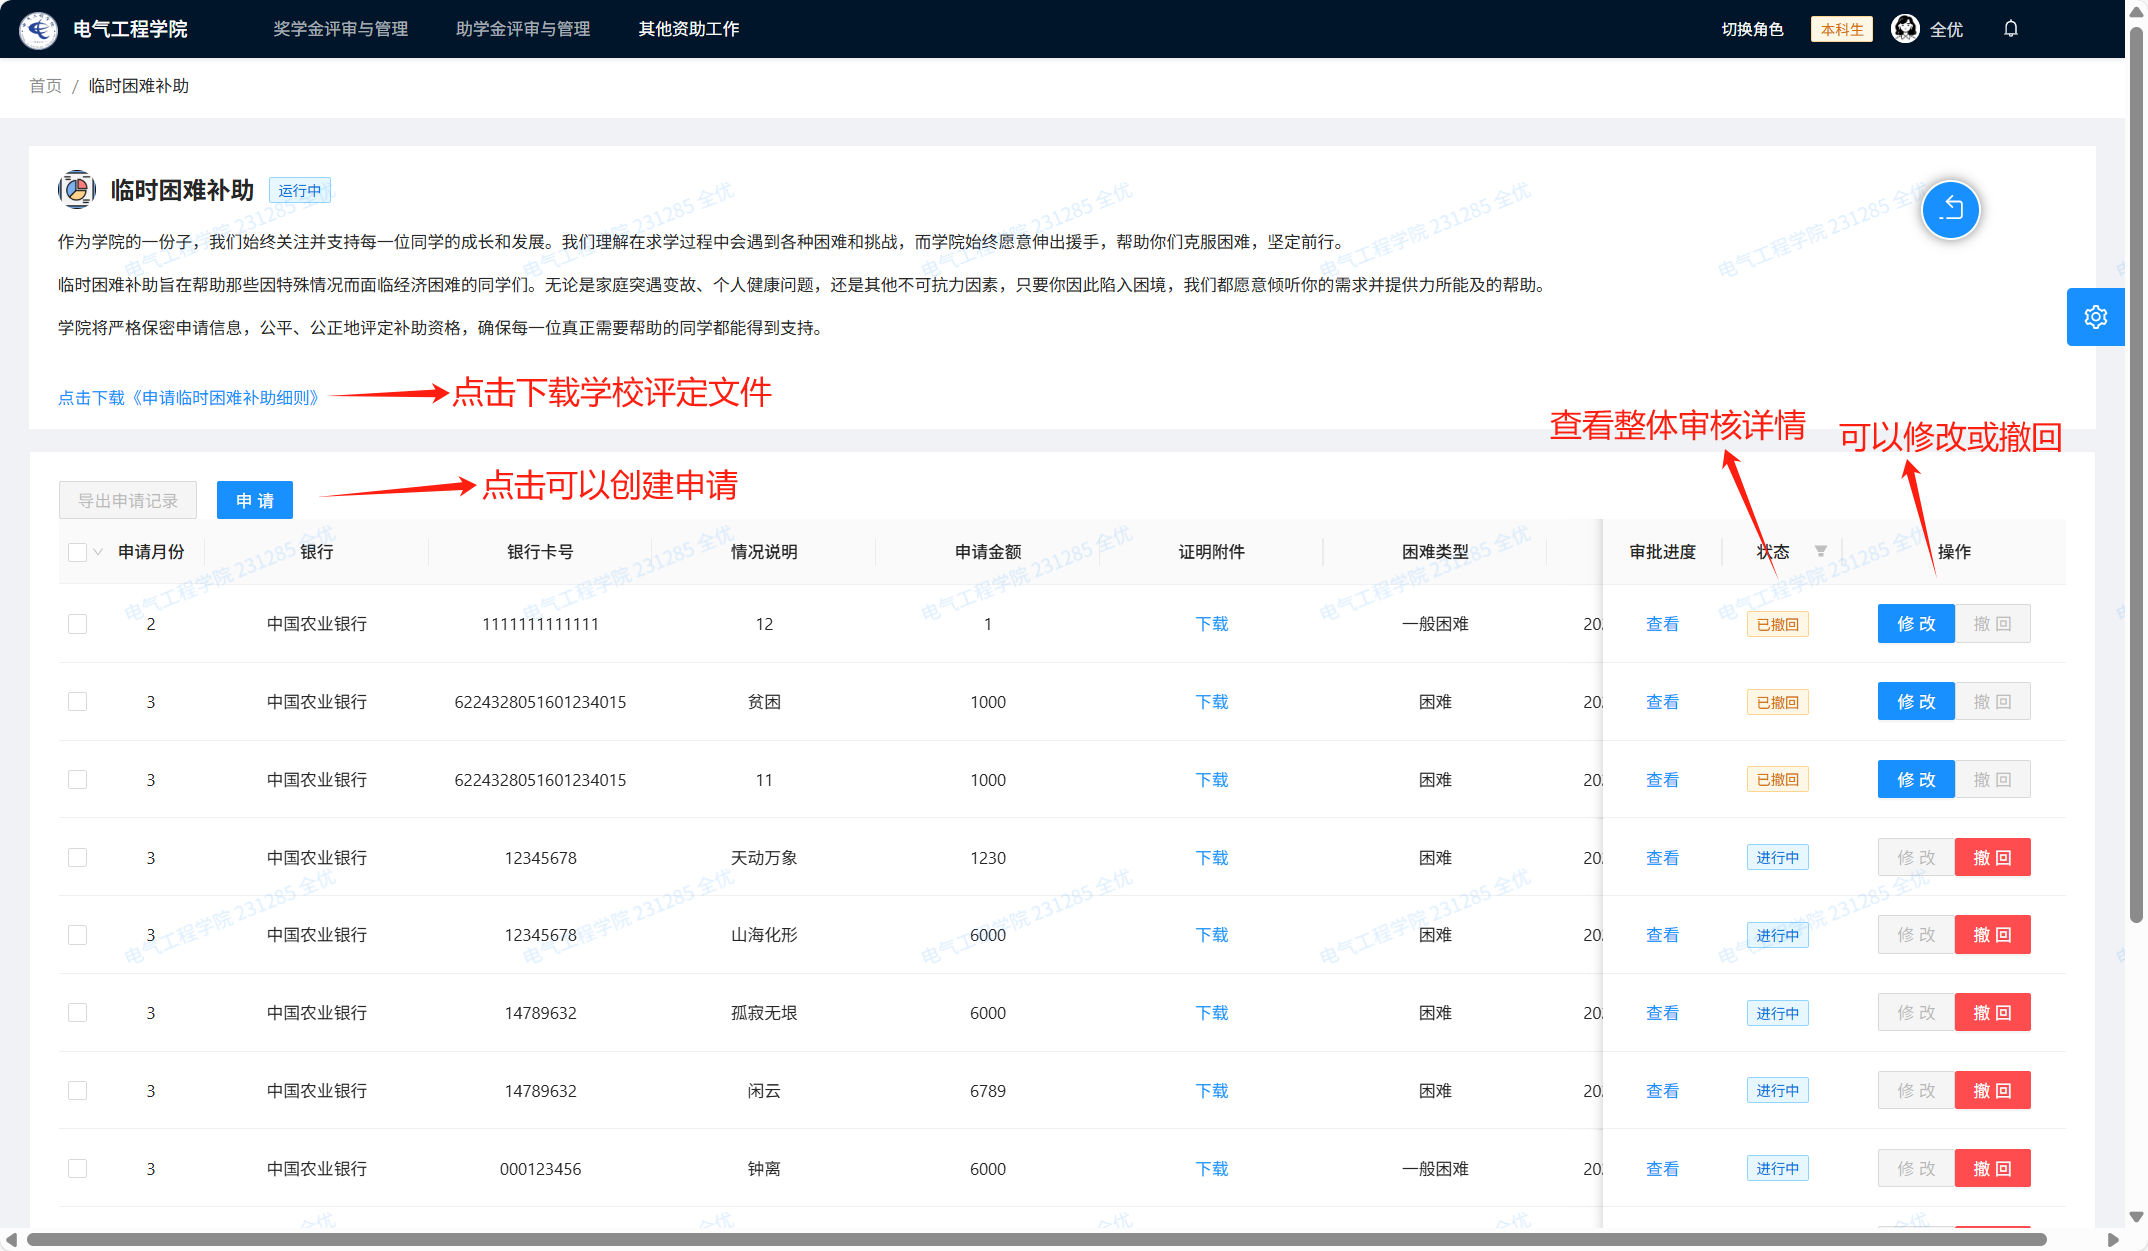 电气工程学院 奖学金评审与管理 助学金评审与管理 其他资助工作 切换角色 本科生 全优
首页 / 临时困难补助
临时困难补助 运行中
作为学院的一份子，我们始终关注并支持每一位同学的成长和发展。我们理解在求学过程中会遇到各种困难和挑战，而学院始终愿意伸出援手，帮助你们克服困难，坚定前行。
临时困难补助旨在帮助那些因特殊情况而面临经济困难的同学们。无论是家庭突遇变故、个人健康问题，还是其他不可抗力因素，只要你因此陷入困境，我们都愿意倾听你的需求并提供力所能及的帮助。
学院将严格保密申请信息，公平、公正地评定补助资格，确保每一位真正需要帮助的同学都能得到支持。
点击下载《申请临时困难补助细则》 点击下载学校评定文件
查看整体审核详情 可以修改或撤回
导出申请记录 申 请 点击可以创建申请
申请月份 银行 银行卡号 情况说明 申请金额 证明附件 困难类型 审批进度 状态 操作
2 中国农业银行 1111111111111 12 1 下载 一般困难 20 查看 已撤回 修 改 撤 回
3 中国农业银行 6224328051601234015 贫困 1000 下载 困难 20 查看 已撤回 修 改 撤 回
3 中国农业银行 6224328051601234015 11 1000 下载 困难 20 查看 已撤回 修 改 撤 回
3 中国农业银行 12345678 天动万象 1230 下载 困难 20 查看 进行中 修 改 撤 回
3 中国农业银行 12345678 山海化形 6000 下载 困难 20 查看 进行中 修 改 撤 回
3 中国农业银行 14789632 孤寂无垠 6000 下载 困难 20 查看 进行中 修 改 撤 回
3 中国农业银行 14789632 闲云 6789 下载 困难 20 查看 进行中 修 改 撤 回
3 中国农业银行 000123456 钟离 6000 下载 一般困难 20 查看 进行中 修 改 撤 回
电气工程学院 231285 全优